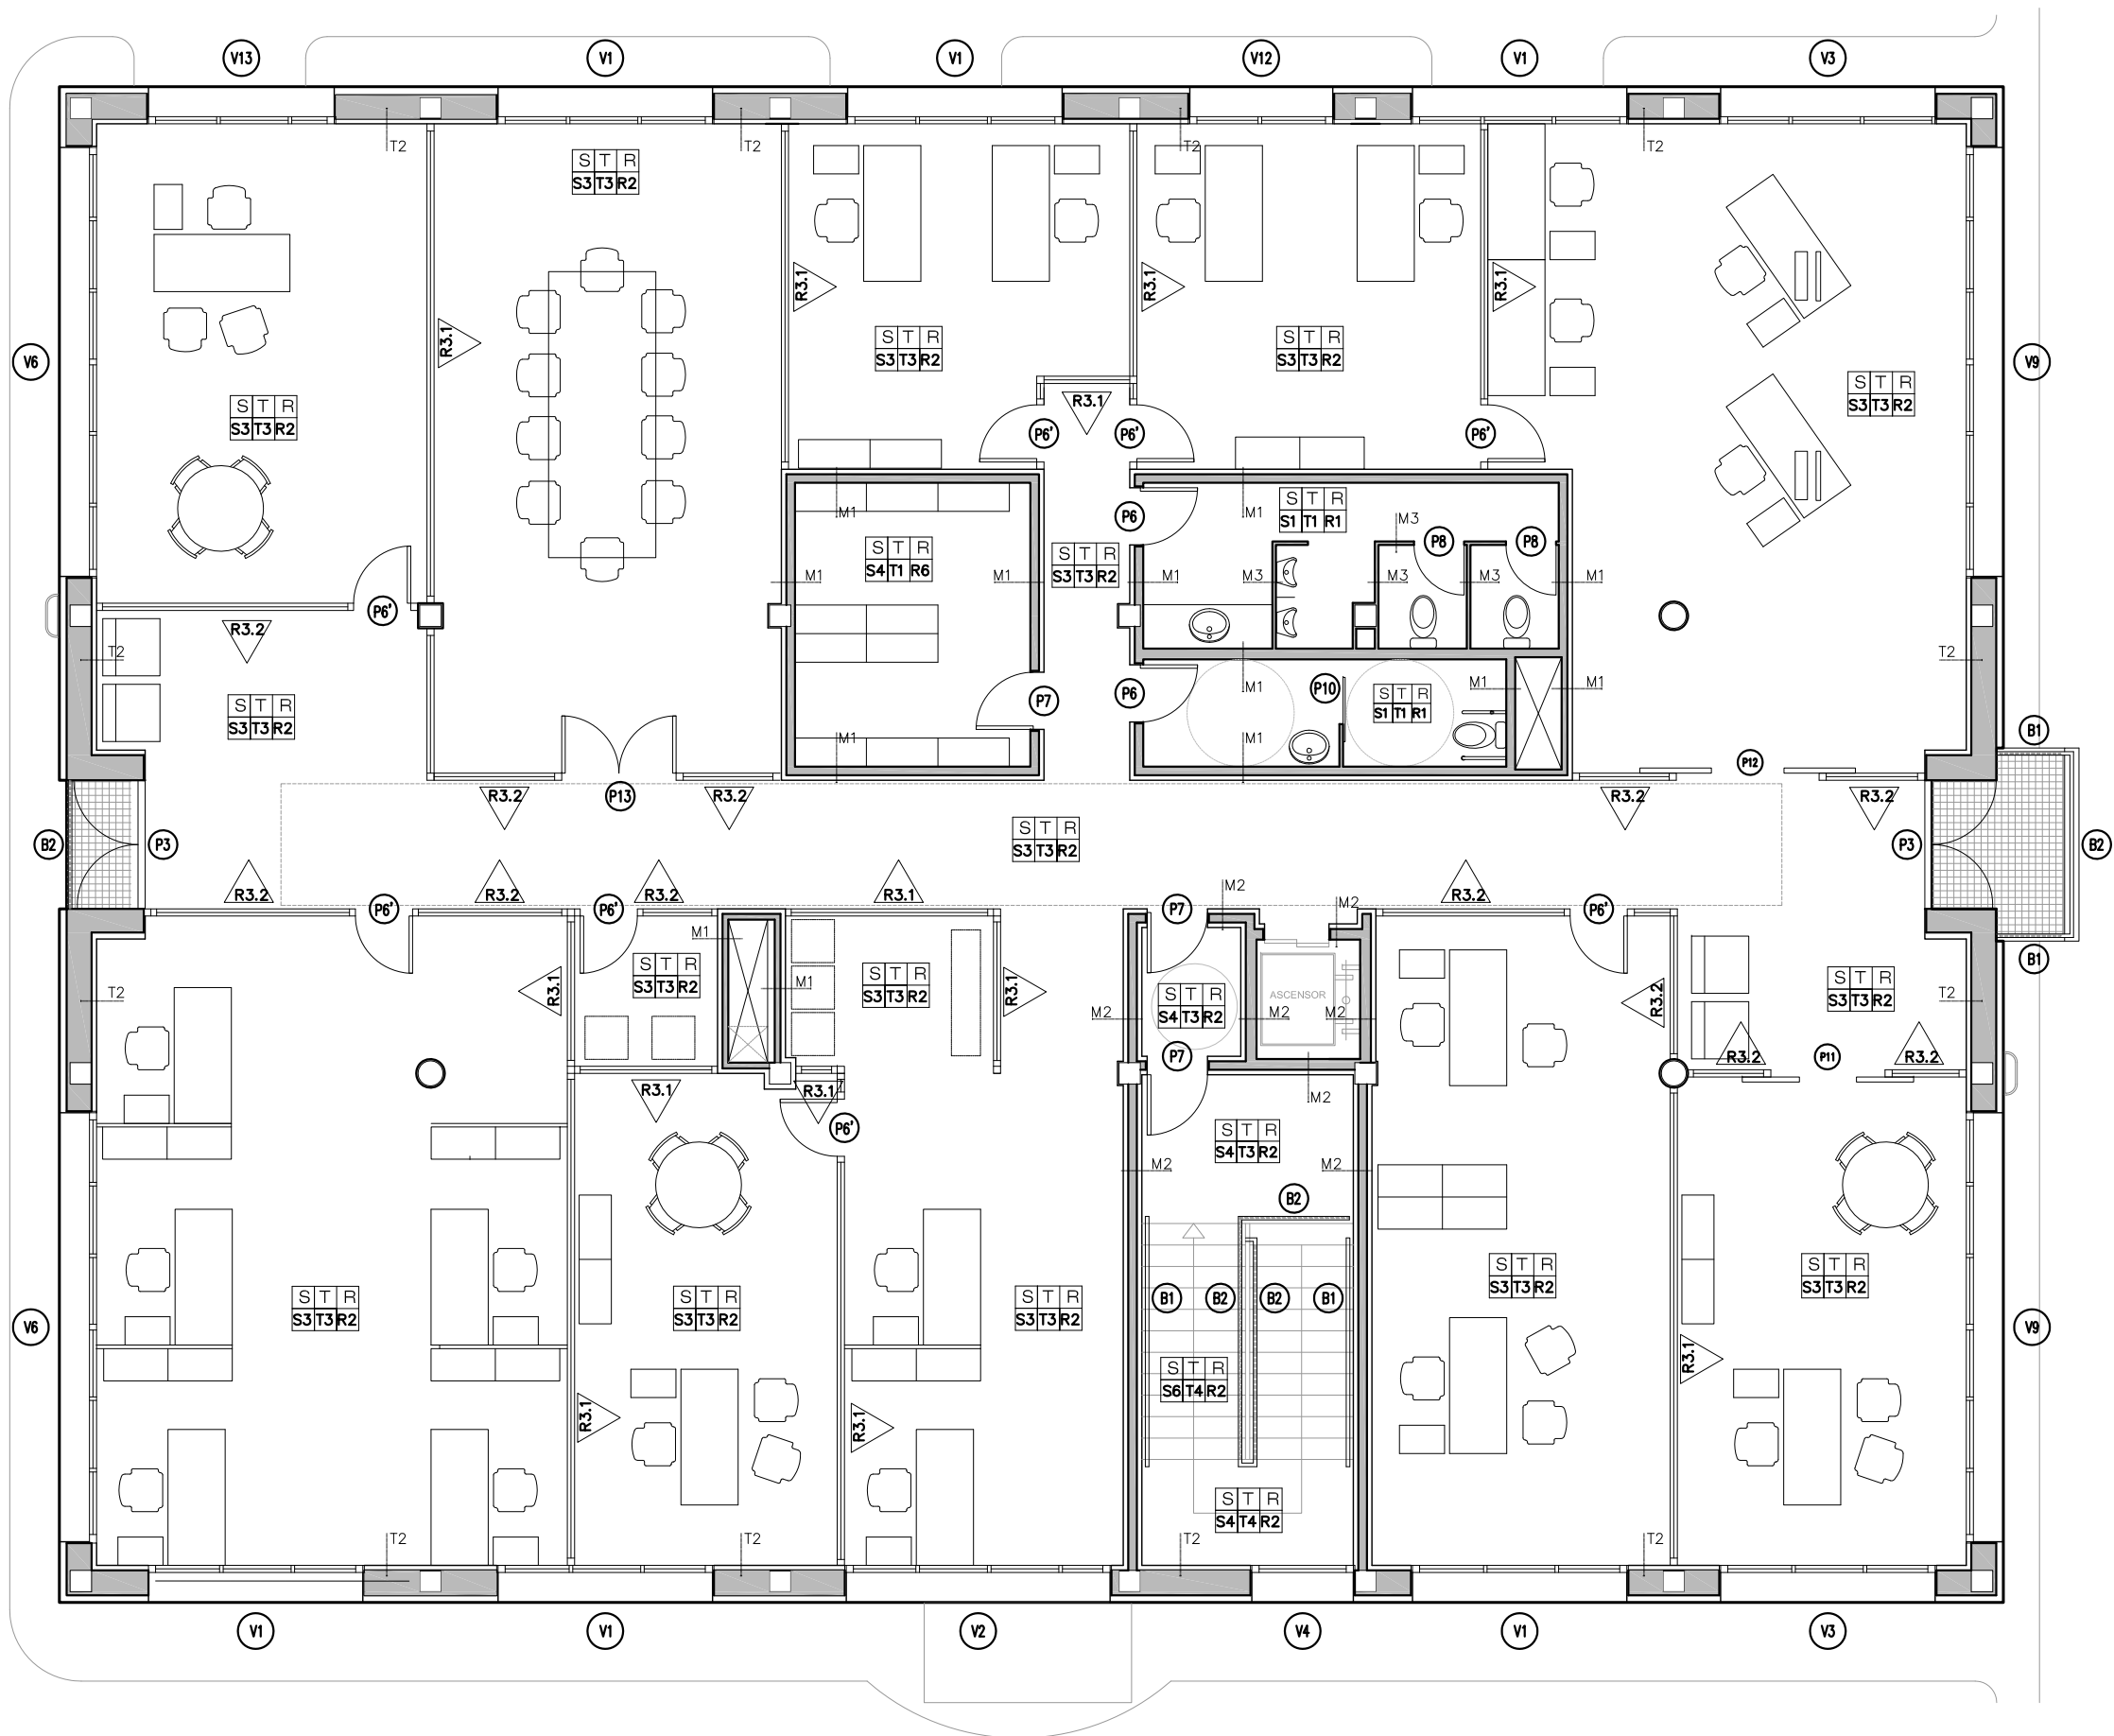 V13 V1 V1 V12 V1 V3
T2 T2 T2 T2
S T R
S3 T3 R2
R3.1 R3.1 R3.1
R3.1
S T R S T R
S3 T3 R2 S3 T3 R2
V6 V9
S T R
S3 T3 R2
S T R
S3 T3 R2
R3.1
P6' P6' P6'
S T R
S1 T1 R1
M1 M1 P6 M3
P8 P8
S T R
S4 T1 R6
S T R
S3 T3 R2
M1 M1 M1 M3 M3 M3 M1
P6'
R3.2
T2 T2
M1 P6 P10 M1 M1
S T R
S1 T1 R1
S T R
S3 T3 R2
P7
B1
M1 M1
P12
R3.2 P13 R3.2 R3.2 R3.2
S T R
S3 T3 R2
B2 P3 P3 B2
R3.2 R3.2 R3.2 R3.1 M2 R3.2
P6' P6' P7 M2 P6'
M1
B1
S T R
S3 T3 R2
S T R
S3 T3 R2
S T R
S3 T3 R2
R3.1 M1 R3.1 R3.2
T2 T2
S T R
S4 T3 R2
ASCENSOR
M2 M2 M2
P7 R3.2 P11 R3.2
R3.1 R3.1 M2
P6'
S T R
S4 T3 R2
M2 M2
B2
S T R
S3 T3 R2
S T R
S3 T3 R2
S T R
S3 T3 R2
S T R
S3 T3 R2
S T R
S3 T3 R2
B1 B2 B2 B1
V6 V9
R3.1
S T R
S6 T4 R2
R3.1 R3.1
S T R
S4 T4 R2
T2 T2 T2 T2
V1 V1 V2 V4 V1 V3